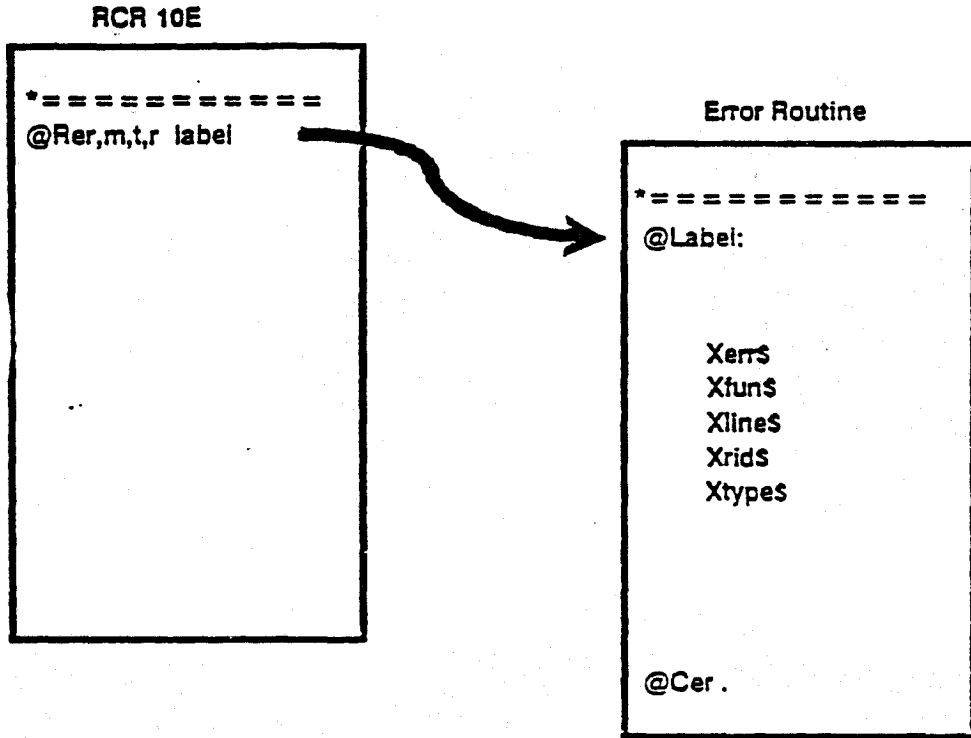 RCR 10E
*= = = = = = = = = = =
@Rer,m,t,r label
Error Routine
*= = = = = = = = = = =
@Label:
Xerr$
Xfun$
Xline$
Xrid$
Xtype$
@Cer .